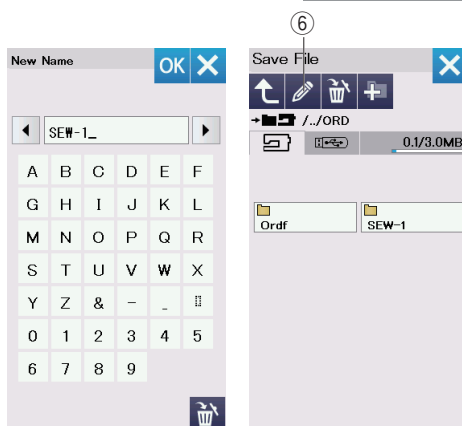 ⑥
New Name
OK
SEW-1_
A B C D E F
G H I J K L
M N O P Q R
S T U V W X
Y Z & - _
0 1 2 3 4 5
6 7 8 9
Save File
/../ORD
0.1/3.0MB
Ordf
SEW-1